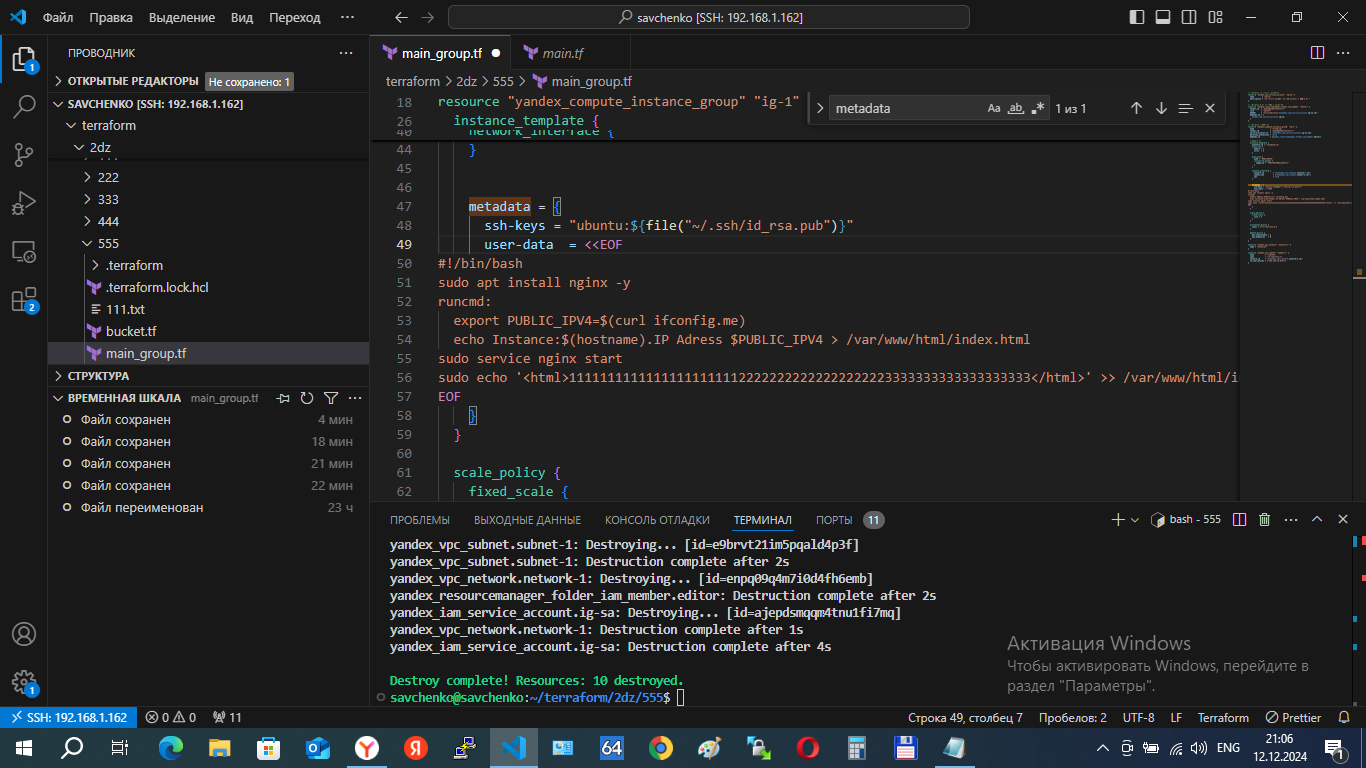 Файл Правка Выделение Вид Переход ··· savchenko [SSH: 192.168.1.162]
ПРОВОДНИК ···
ОТКРЫТЫЕ РЕДАКТОРЫ Не сохранено: 1
SAVCHENKO [SSH: 192.168.1.162]
terraform
2dz
222
333
444
555
.terraform
.terraform.lock.hcl
111.txt
bucket.tf
main_group.tf
СТРУКТУРА
ВРЕМЕННАЯ ШКАЛА main_group.tf
Файл сохранен 4 мин
Файл сохранен 18 мин
Файл сохранен 21 мин
Файл сохранен 22 мин
Файл переименован 23 ч
1
2
1
main_group.tf main.tf
terraform > 2dz > 555 > main_group.tf
metadata Aa ab 1 из 1
18 resource "yandex_compute_instance_group" "ig-1"
26 instance_template {
40 network_interface {
44 }
45
46
47 metadata = {
48 ssh-keys = "ubuntu:${file("~/.ssh/id_rsa.pub")}"
49 user-data  = <<EOF
50 #!/bin/bash
51 sudo apt install nginx -y
52 runcmd:
53 export PUBLIC_IPV4=$(curl ifconfig.me)
54 echo Instance:$(hostname).IP Adress $PUBLIC_IPV4 > /var/www/html/index.html
55 sudo service nginx start
56 sudo echo '<html>1111111111111111111111222222222222222222233333333333333333333</html>' >> /var/www/html/i
57 EOF
58 }
59 }
60
61 scale_policy {
62 fixed_scale {
ПРОБЛЕМЫ ВЫХОДНЫЕ ДАННЫЕ КОНСОЛЬ ОТЛАДКИ ТЕРМИНАЛ ПОРТЫ 11 bash - 555
yandex_vpc_subnet.subnet-1: Destroying... [id=e9brvt21im5pqald4p3f]
yandex_vpc_subnet.subnet-1: Destruction complete after 2s
yandex_vpc_network.network-1: Destroying... [id=enpq09q4m7i0d4fh6emb]
yandex_resourcemanager_folder_iam_member.editor: Destruction complete after 2s
yandex_iam_service_account.ig-sa: Destroying... [id=ajepdsmqqm4tnu1fi7mq]
yandex_vpc_network.network-1: Destruction complete after 1s
yandex_iam_service_account.ig-sa: Destruction complete after 4s
Destroy complete! Resources: 10 destroyed.
savchenko@savchenko:~/terraform/2dz/555$
Активация Windows
Чтобы активировать Windows, перейдите в
раздел "Параметры".
SSH: 192.168.1.162 0 0 11 Строка 49, столбец 7 Пробелов: 2 UTF-8 LF Terraform Prettier
64 ENG 21:06
12.12.2024
1